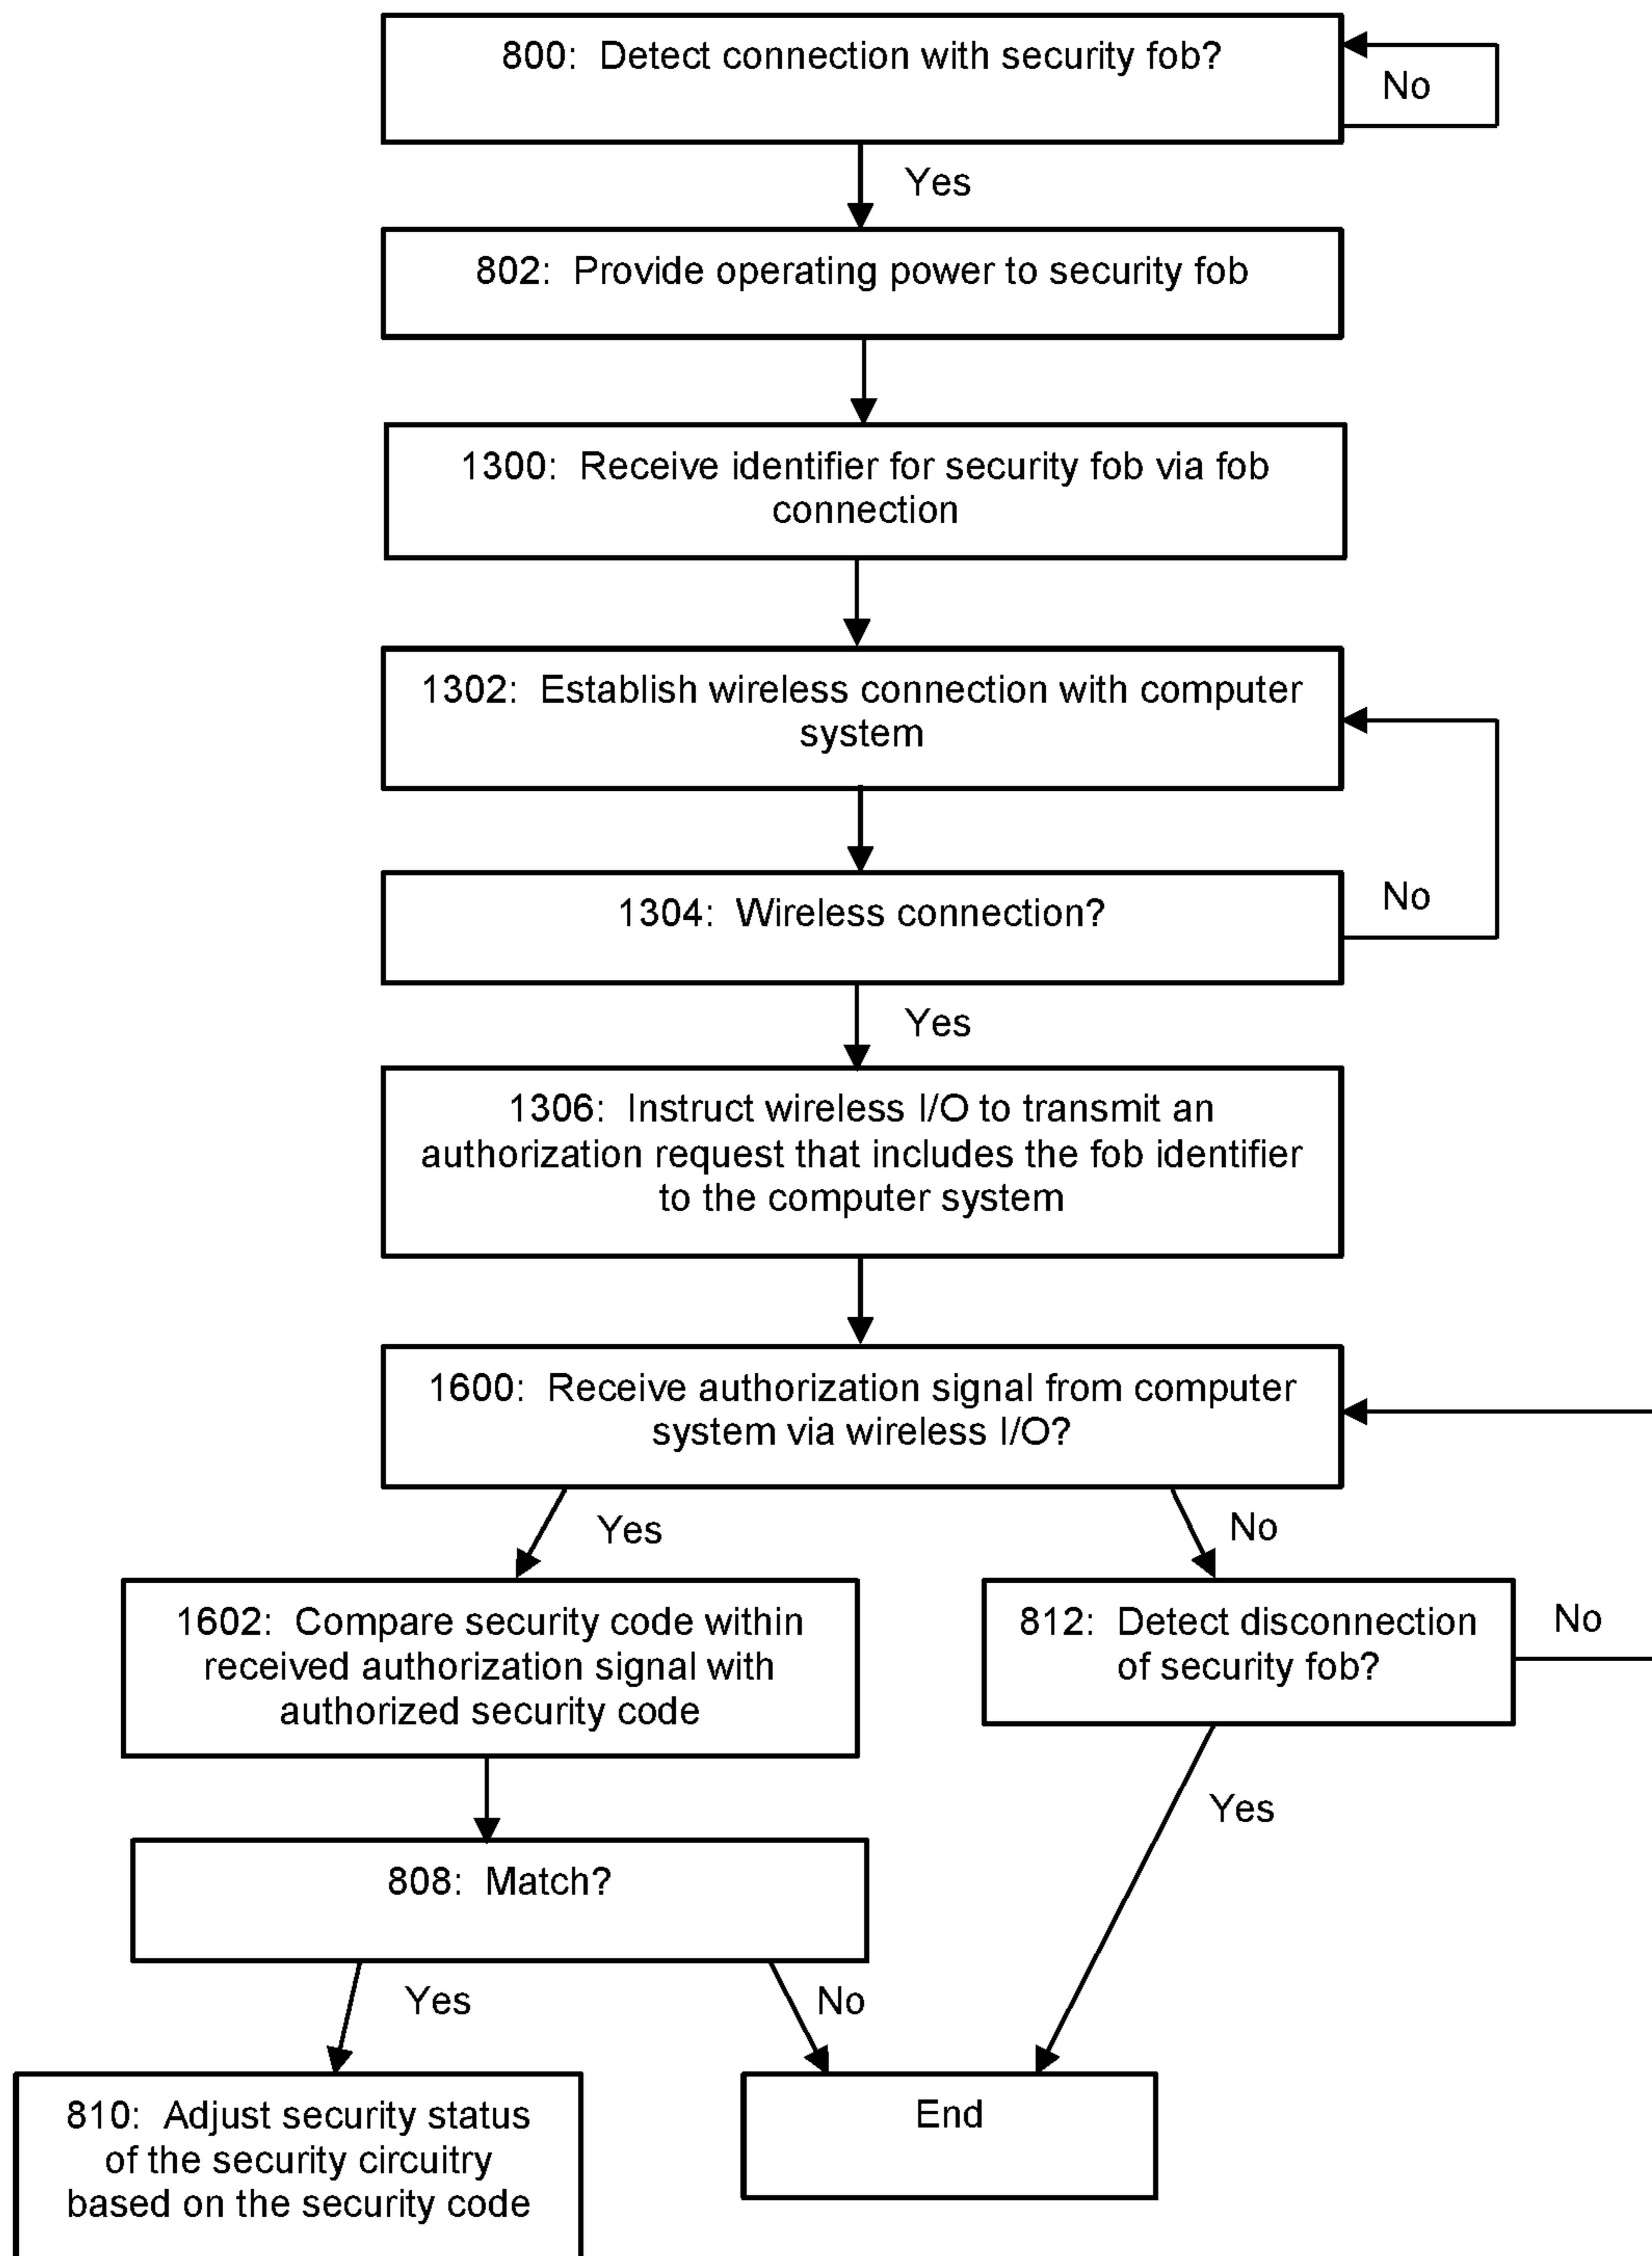 800: Detect connection with security fob?
No
Yes
802: Provide operating power to security fob
1300: Receive identifier for security fob via fob
connection
1302: Establish wireless connection with computer
system
1304: Wireless connection?
No
Yes
1306: Instruct wireless I/O to transmit an
authorization request that includes the fob identifier
to the computer system
1600: Receive authorization signal from computer
system via wireless I/O?
Yes
No
1602: Compare security code within
received authorization signal with
authorized security code
812: Detect disconnection
of security fob?
No
Yes
808: Match?
Yes
No
810: Adjust security status
of the security circuitry
based on the security code
End